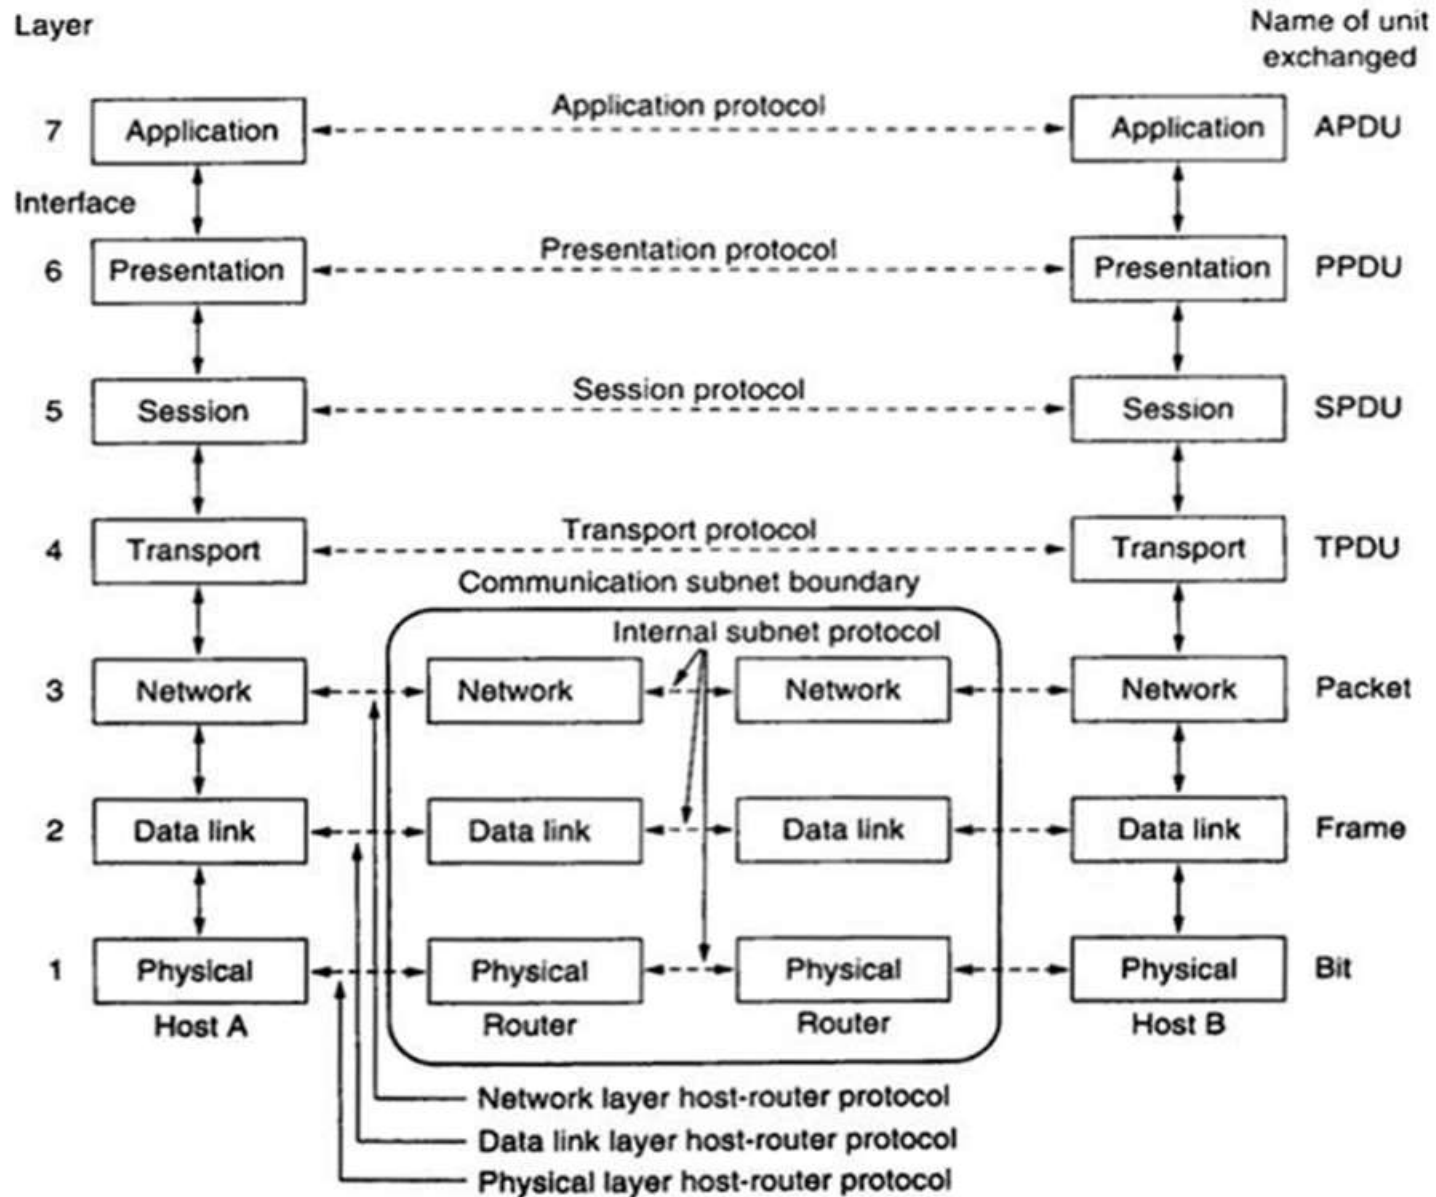 Layer
Name of unit
exchanged
7
Application
Application protocol
Application
APDU
Interface
6
Presentation
Presentation protocol
Presentation
PPDU
5
Session
Session protocol
Session
SPDU
4
Transport
Transport protocol
Transport
TPDU
Communication subnet boundary
Internal subnet protocol
3
Network
Network
Network
Network
Packet
2
Data link
Data link
Data link
Data link
Frame
1
Physical
Physical
Physical
Physical
Bit
Host A
Router
Router
Host B
Network layer host-router protocol
Data link layer host-router protocol
Physical layer host-router protocol